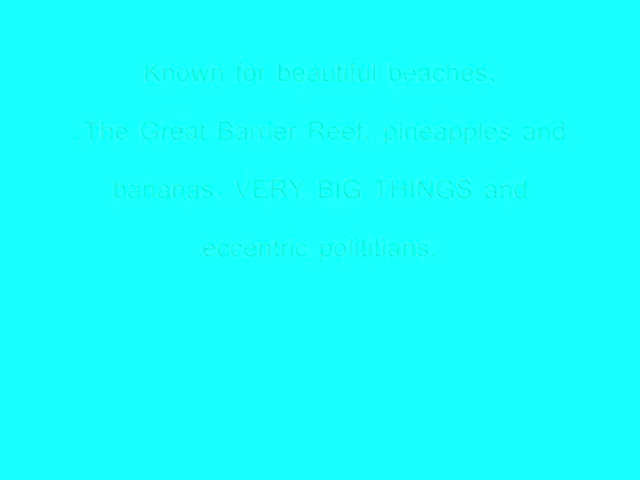 Known for beautiful beaches,
.The Great Barrier Reef, pineapples and
bananas, VERY BIG THINGS and
eccentric polititians.